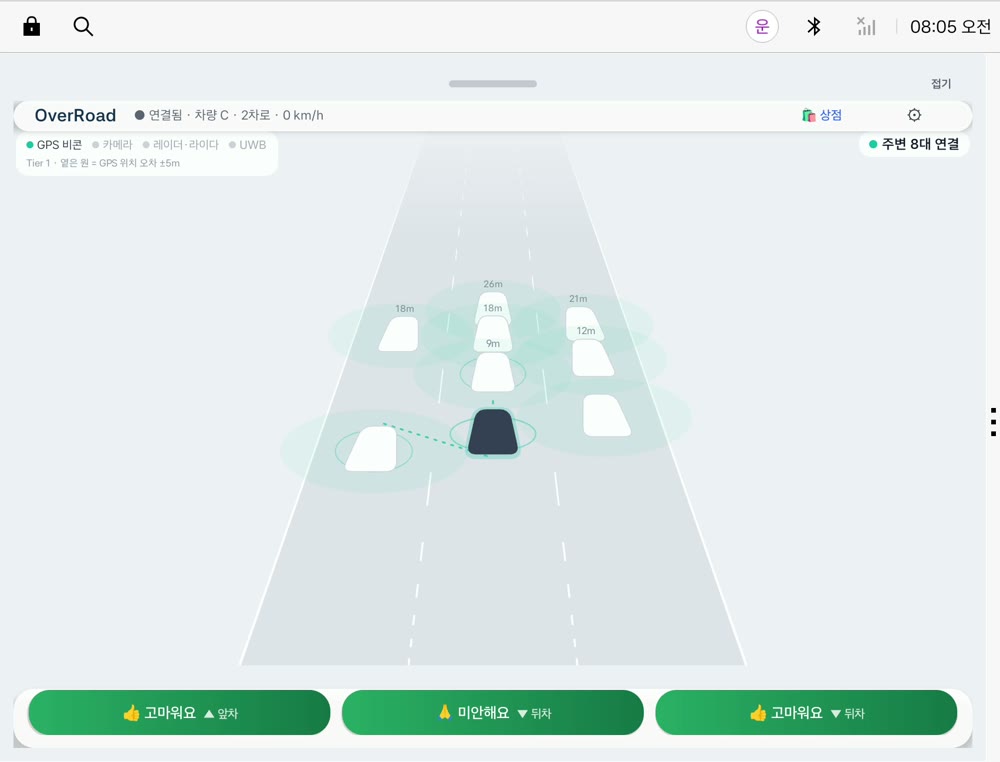 운
08:05 오전
접기
OverRoad
연결됨 · 차량 C · 2차로 · 0 km/h
🛍️ 상점
GPS 비콘 카메라 레이더·라이다 UWB
Tier 1 · 옅은 원 = GPS 위치 오차 ±5m
주변 8대 연결
26m
21m
18m
18m
12m
9m
👍 고마워요 ▲ 앞차
🙏 미안해요 ▼ 뒤차
👍 고마워요 ▼ 뒤차